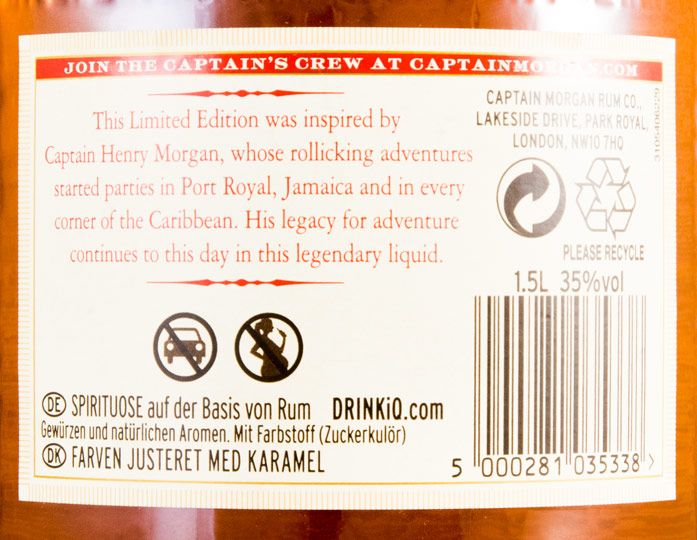 JOIN THE CAPTAIN'S CREW AT CAPTAINMORGAN.COM
This Limited Edition was inspired by
Captain Henry Morgan, whose rollicking adventures
started parties in Port Royal, Jamaica and in every
corner of the Caribbean. His legacy for adventure
continues to this day in this legendary liquid.
CAPTAIN MORGAN RUM CO.,
LAKESIDE DRIVE, PARK ROYAL,
LONDON, NW10 7HQ
PLEASE RECYCLE
1.5L 35%vol
DE SPIRITUOSE auf der Basis von Rum DRINKiQ.com
Gewürzen und natürlichen Aromen. Mit Farbstoff (Zuckerkulör)
DK FARVEN JUSTERET MED KARAMEL
5 000281 035338 >